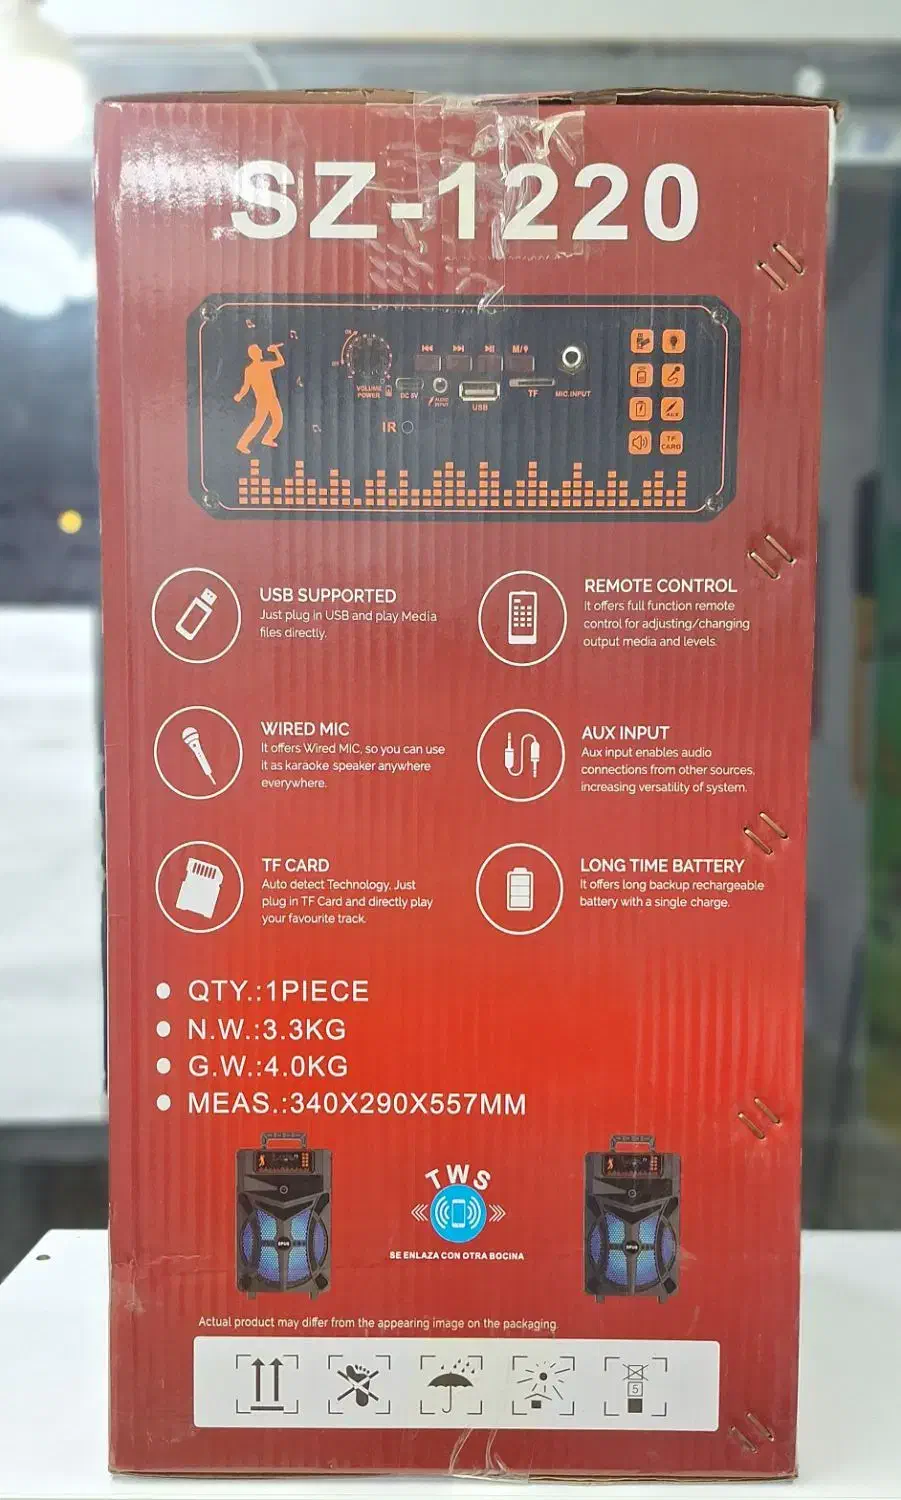 SZ-1220
VOLUME
POWER
DC 5V
AUDIO
INPUT
USB
M/
TF
MIC.INPUT
IR
AUX
TF
CARD
USB SUPPORTED
Just plug in USB and play Media
files directly.
REMOTE CONTROL
It offers full function remote
control for adjusting/changing
output media and levels.
WIRED MIC
It offers Wired MIC, so you can use
it as karaoke speaker anywhere
everywhere.
AUX INPUT
Aux input enables audio
connections from other sources,
increasing versatility of system.
TF CARD
Auto detect Technology. Just
plug in TF Card and directly play
your favourite track.
LONG TIME BATTERY
It offers long backup rechargeable
battery with a single charge.
QTY.:1PIECE
N.W.:3.3KG
G.W.:4.0KG
MEAS.:340X290X557MM
TWS
SE ENLAZA CON OTRA BOCINA
Actual product may differ from the appearing image on the packaging.
5